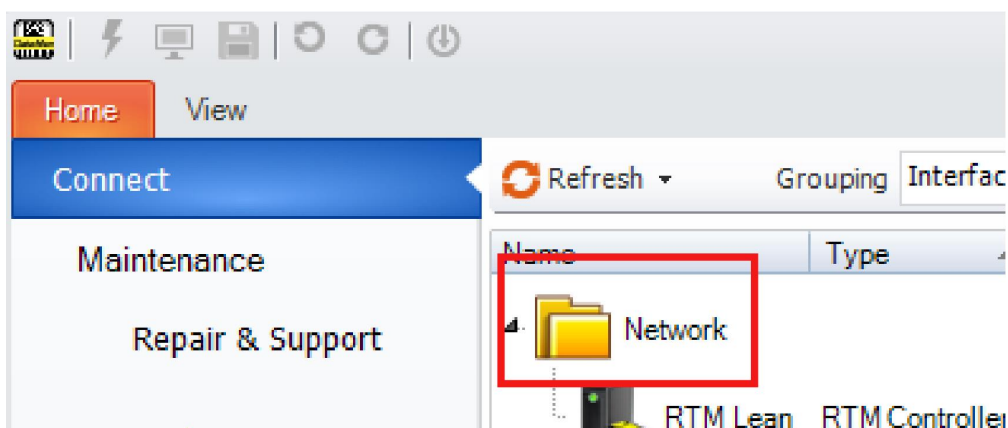 Home View
Connect
Refresh Grouping Interfac
Maintenance
Name Type
Repair & Support
Network
RTM Lean RTM Controller